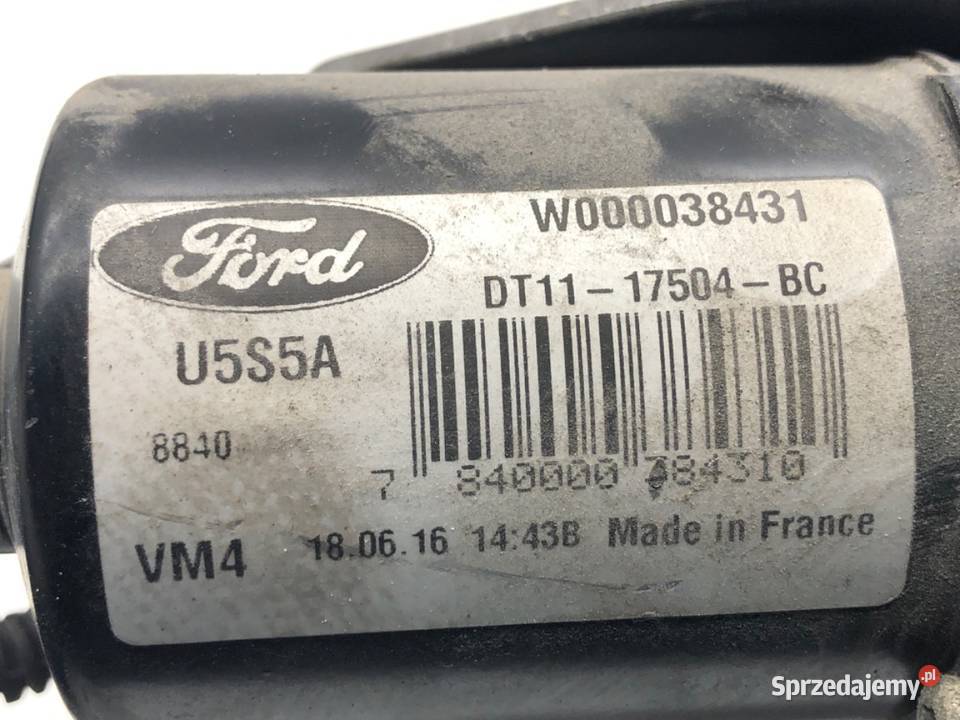 Ford
W000038431
DT11-17504-BC
U5S5A
8840
7 840000 384310
VM4 18.06.16 14:43B Made in France
Sprzedajemy.pl